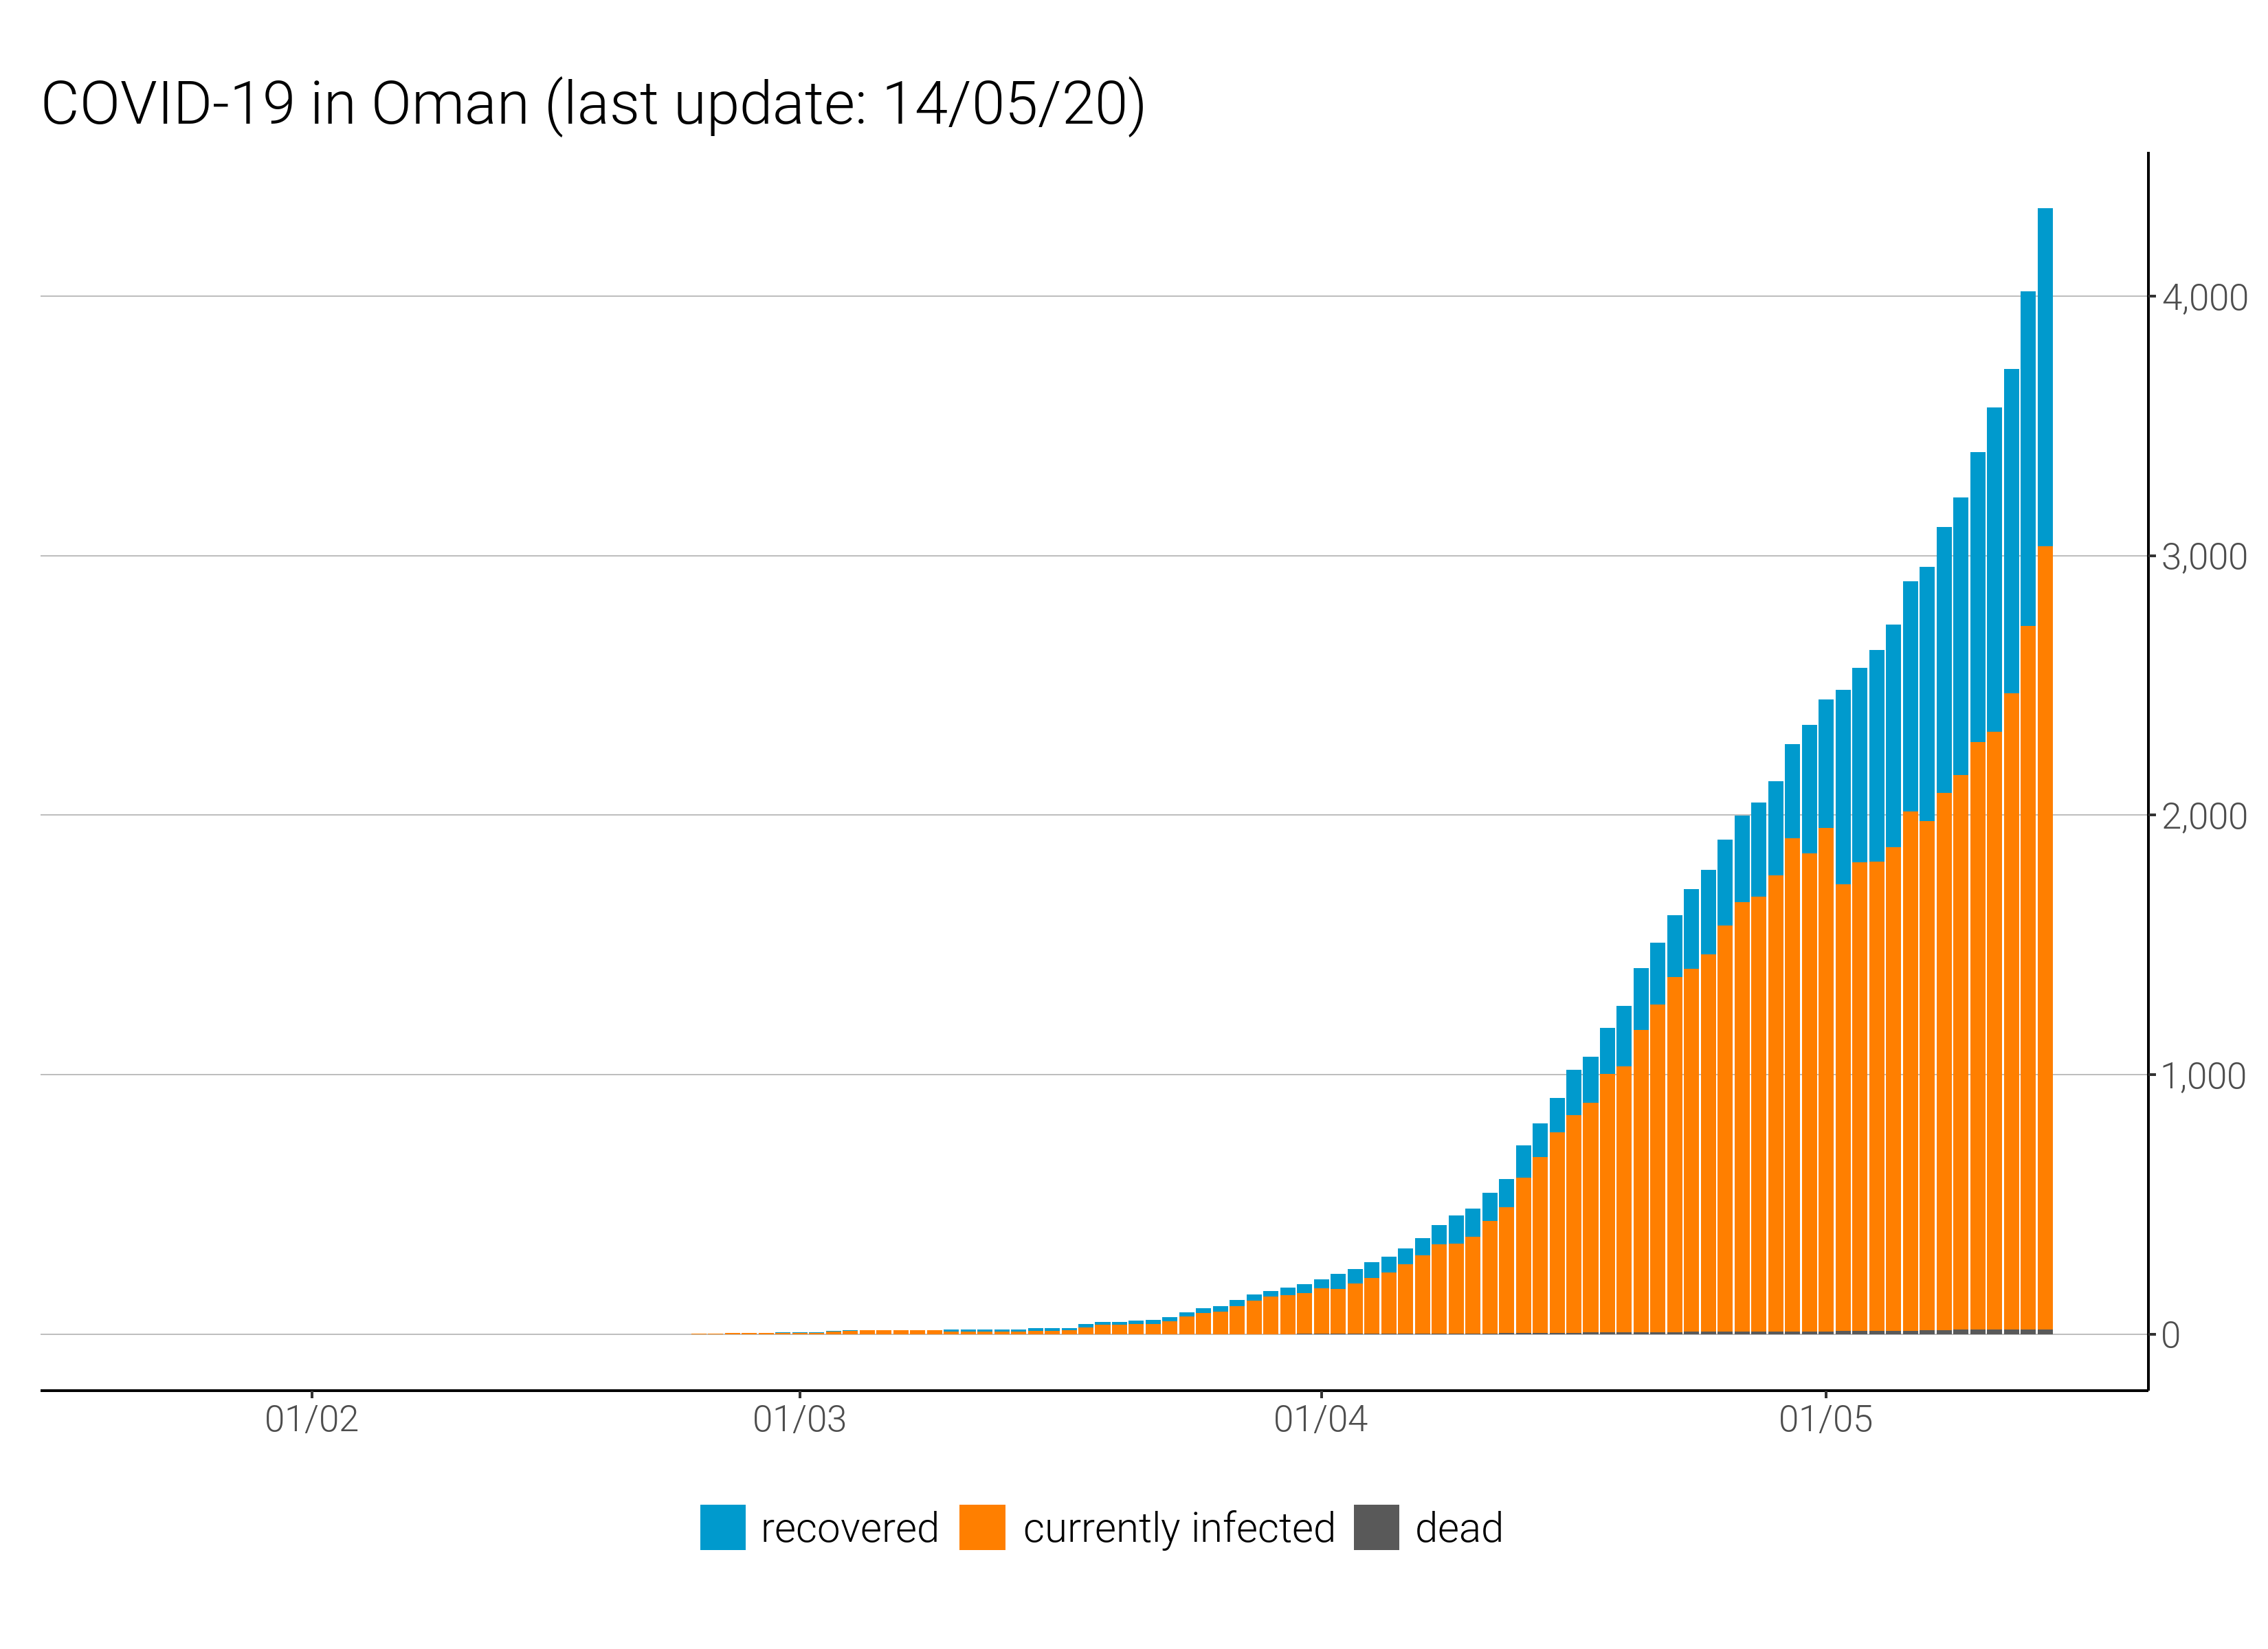 COVID-19 in Oman (last update: 14/05/20)
4,000
3,000
2,000
1,000
0
01/02 01/03 01/04 01/05
recovered currently infected dead